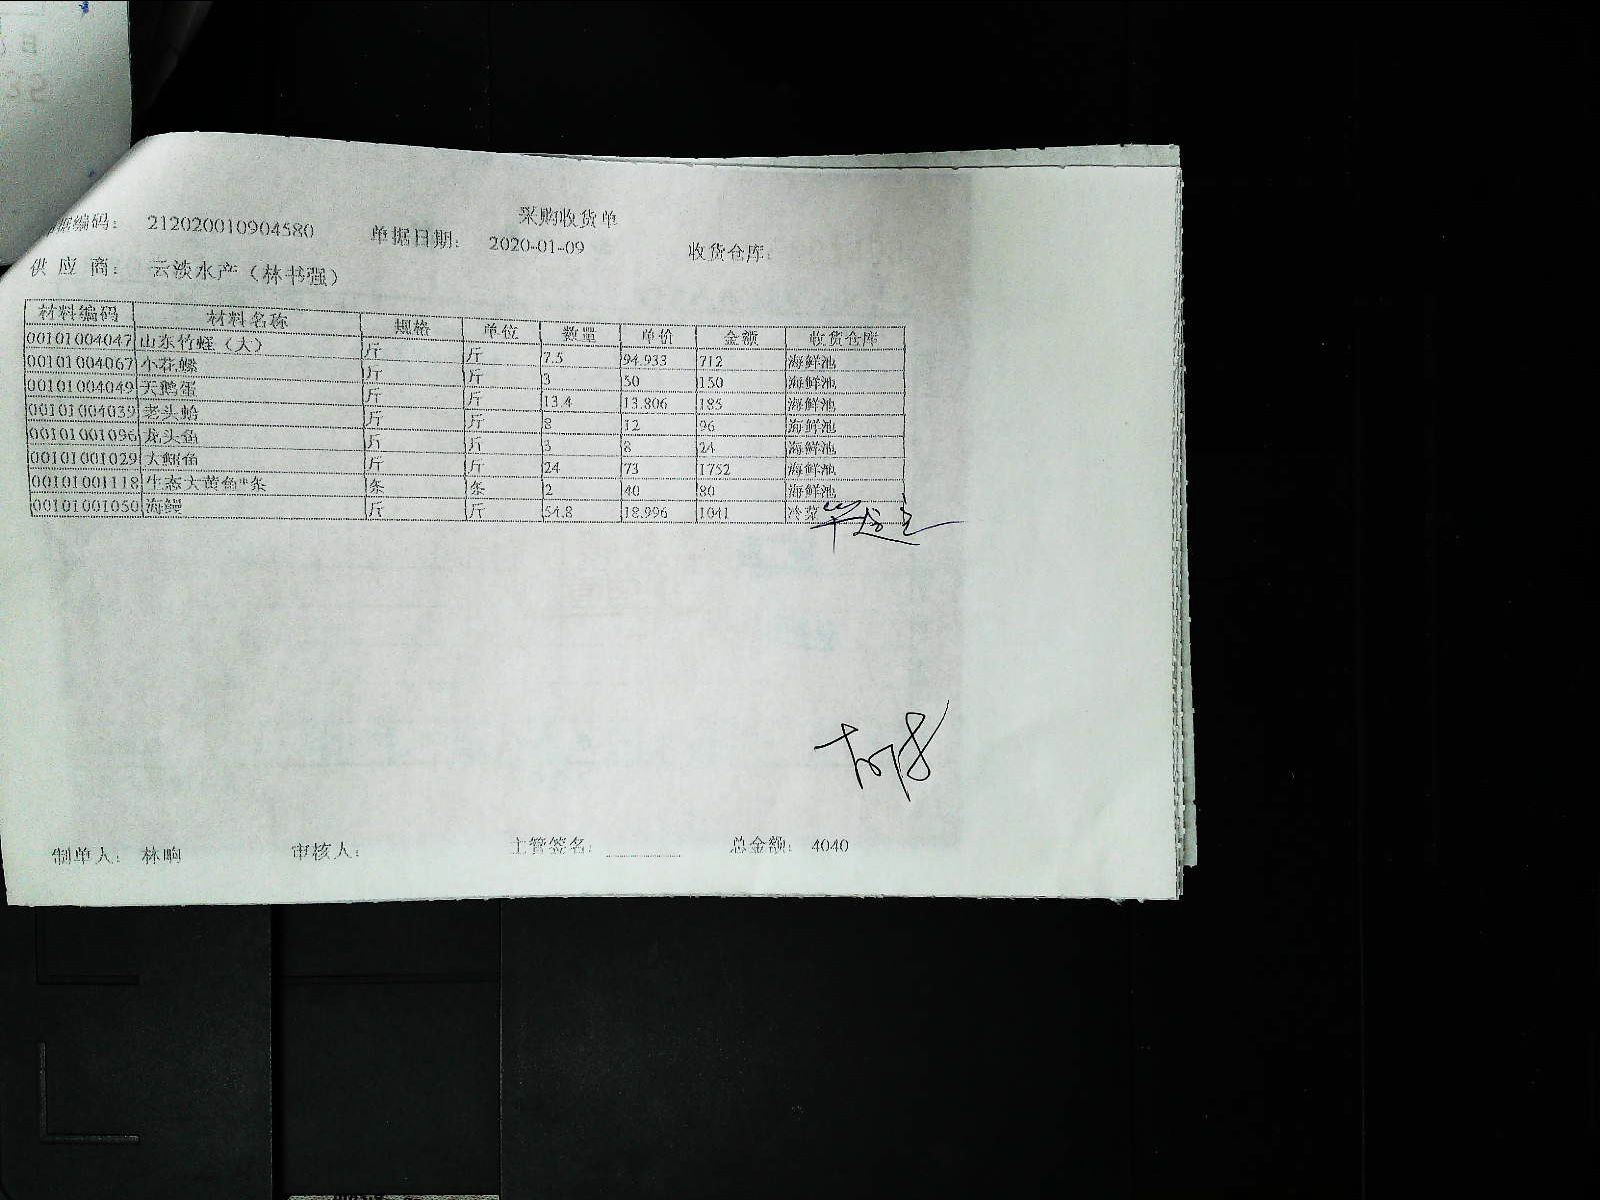 采购收货单
单据编码： 212020010904580 单据日期： 2020-01-09 收货仓库：
供应商： 云淡水产（林书强）
材料编码 材料名称 规格 单位 数量 单价 金额 收货仓库
00101004047 山东竹蛏（大） 斤 斤 7.5 94.933 712 海鲜池
00101004067 小花螺 斤 斤 3 50 150 海鲜池
00101004049 天鹅蛋 斤 斤 13.4 13.806 185 海鲜池
00101004039 老头蛤 斤 斤 8 12 96 海鲜池
00101001096 龙头鱼 斤 斤 3 8 24 海鲜池
00101001029 大鲵鱼 斤 斤 24 73 1752 海鲜池
00101001118 生态大黄鱼*条 条 条 2 40 80 海鲜池
00101001050 海鳗 斤 斤 54.8 18.996 1041 冷菜
制单人： 林晌 审核人： 主管签名： 总金额： 4040